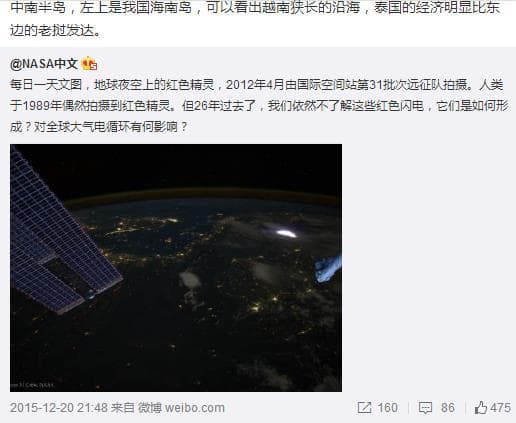 中南半岛，左上是我国海南岛，可以看出越南狭长的沿海，泰国的经济明显比东
边的老挝发达。
@NASA中文
每日一天文图，地球夜空上的红色精灵，2012年4月由国际空间站第31批次远征队拍摄。人类
于1989年偶然拍摄到红色精灵。但26年过去了，我们依然不了解这些红色闪电，它们是如何形
成？对全球大气电循环有何影响？
2015-12-20 21:48 来自 微博 weibo.com
160
86
475